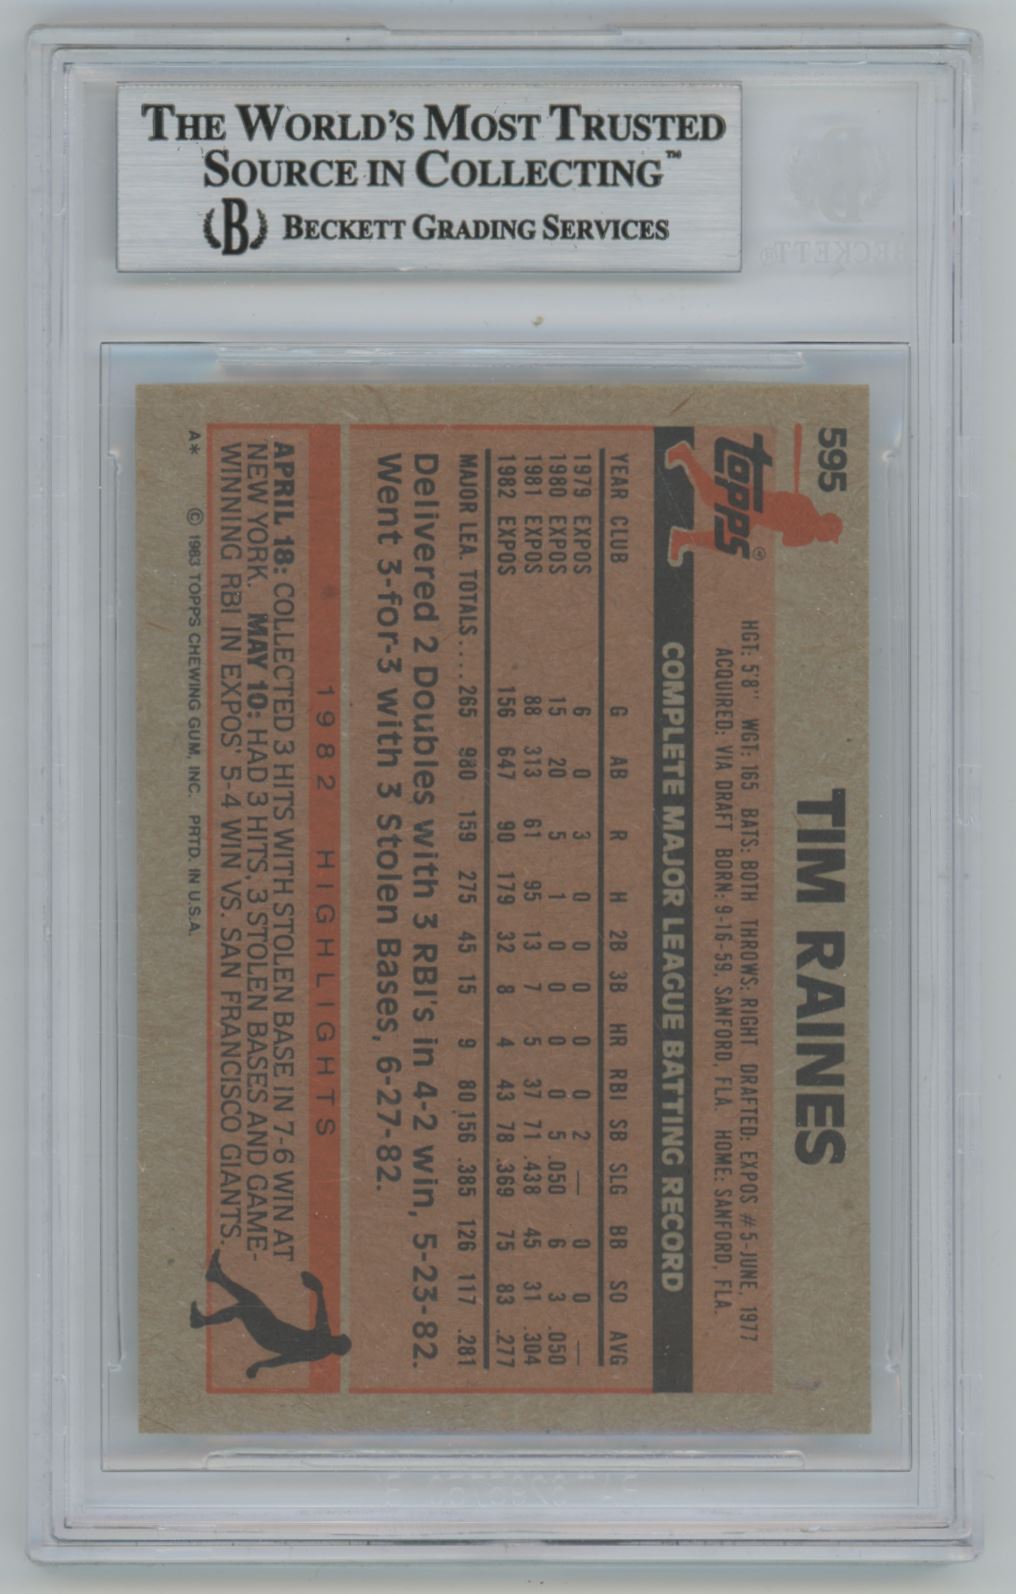 THE WORLD'S MOST TRUSTED
SOURCE IN COLLECTING™
B BECKETT GRADING SERVICES
BECKETT®
595
TIM RAINES
topps®
HGT: 5'8" WGT: 165 BATS: BOTH THROWS: RIGHT DRAFTED: EXPOS #5-JUNE, 1977
ACQUIRED: VIA DRAFT BORN: 9-16-59, SANFORD, FLA. HOME: SANFORD, FLA.
COMPLETE MAJOR LEAGUE BATTING RECORD
YEAR CLUB G AB R H 2B 3B HR RBI SB SLG BB SO AVG
1979 EXPOS 6 0 3 0 0 0 0 0 2 — 0 0 —
1980 EXPOS 15 20 5 1 0 0 0 0 5 .050 6 3 .050
1981 EXPOS 88 313 61 95 13 7 5 37 71 .438 45 31 .304
1982 EXPOS 156 647 90 179 32 8 4 43 78 .369 75 83 .277
MAJOR LEA. TOTALS.... 265 980 159 275 45 15 9 80 156 .385 126 117 .281
Delivered 2 Doubles with 3 RBI's in 4-2 win, 5-23-82.
Went 3-for-3 with 3 Stolen Bases, 6-27-82.
1982 HIGHLIGHTS
APRIL 18: COLLECTED 3 HITS WITH STOLEN BASE IN 7-6 WIN AT
NEW YORK. MAY 10: HAD 3 HITS, 3 STOLEN BASES AND GAME-
WINNING RBI IN EXPOS' 5-4 WIN VS. SAN FRANCISCO GIANTS.
A* © 1983 TOPPS CHEWING GUM, INC. PRTD. IN U.S.A.